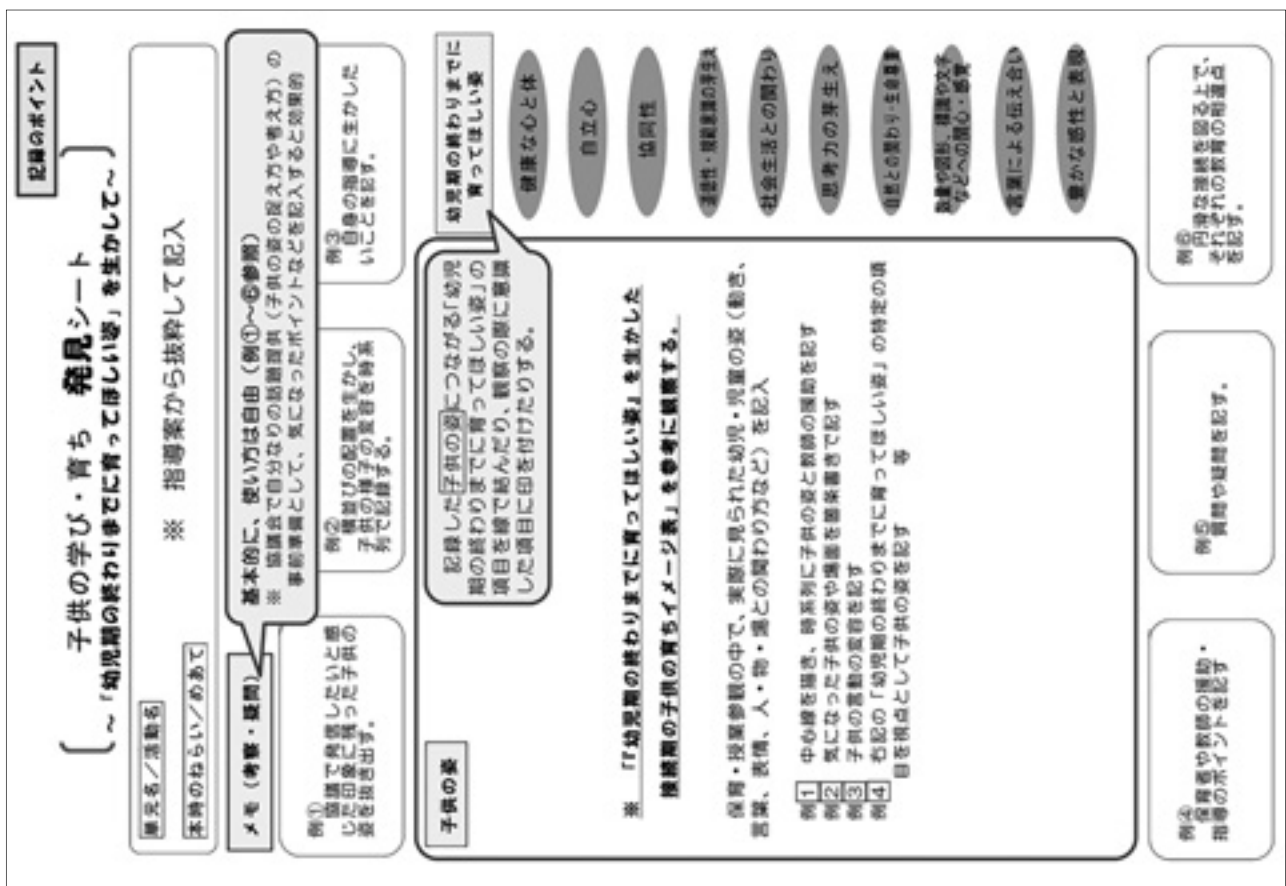 記録のポイント
子供の学び・育ち 発見シート
～「幼児期の終わりまでに育ってほしい姿」を生かして～
単元名／活動名
本時のねらい／めあて
※ 指導案から抜粋して記入
メモ（考察・疑問）
基本的に、使い方は自由（例①～⑥参照）
※ 協議会で自分なりの話題提供（子供の姿の捉え方や考え方）の
事前準備として、気になったポイントなどを記入すると効果的
例①
協議で発信したいと感
じた印象に残った子供の
姿を抜き出す。
例②
横並びの配置を生かし、
子供の様子の変容を時系
列で記録する。
例③
自身の指導に生かした
いことを記す。
子供の姿
記録した子供の姿につながる「幼児
期の終わりまでに育ってほしい姿」の
項目を線で結んだり、観察の際に意識
した項目に印を付けたりする。
※ 「『幼児期の終わりまでに育ってほしい姿』を生かした
接続期の子供の育ちイメージ表」を参考に観察する。
保育・授業参観の中で、実際に見られた幼児・児童の姿（動き、
言葉、表情、人・物・場との関わり方など）を記入
例1 中心線を描き、時系列に子供の姿と教師の援助を記す
例2 気になった子供の姿や場面を箇条書きで記す
例3 子供の言動の変容を記す
例4 右記の「幼児期の終わりまでに育ってほしい姿」の特定の項
目を視点として子供の姿を記す 等
幼児期の終わりまでに
育ってほしい姿
健康な心と体
自立心
協同性
道徳性・規範意識の芽生え
社会生活との関わり
思考力の芽生え
自然との関わり・生命尊重
数量や図形、標識や文字
などへの関心・感覚
言葉による伝え合い
豊かな感性と表現
例④
保育者や教師の援助・
指導のポイントを記す
例⑤
質問や疑問を記す。
例⑥
円滑な接続を図る上で、
それぞれの教育の相違点
を記す。